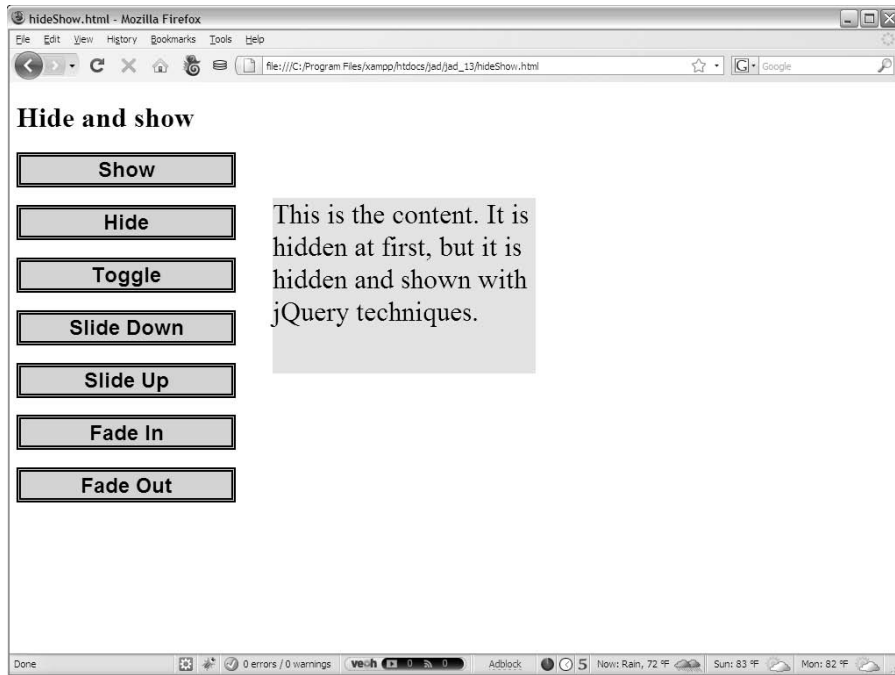 hideShow.html - Mozilla Firefox
File Edit View History Bookmarks Tools Help
file:///C:/Program Files/xampp/htdocs/jad/jad_13/hideShow.html
G Google
Hide and show
Show
Hide
Toggle
Slide Down
Slide Up
Fade In
Fade Out
This is the content. It is
hidden at first, but it is
hidden and shown with
jQuery techniques.
Done 0 errors / 0 warnings veoh 0 0 Adblock 5 Now: Rain, 72 °F Sun: 83 °F Mon: 82 °F